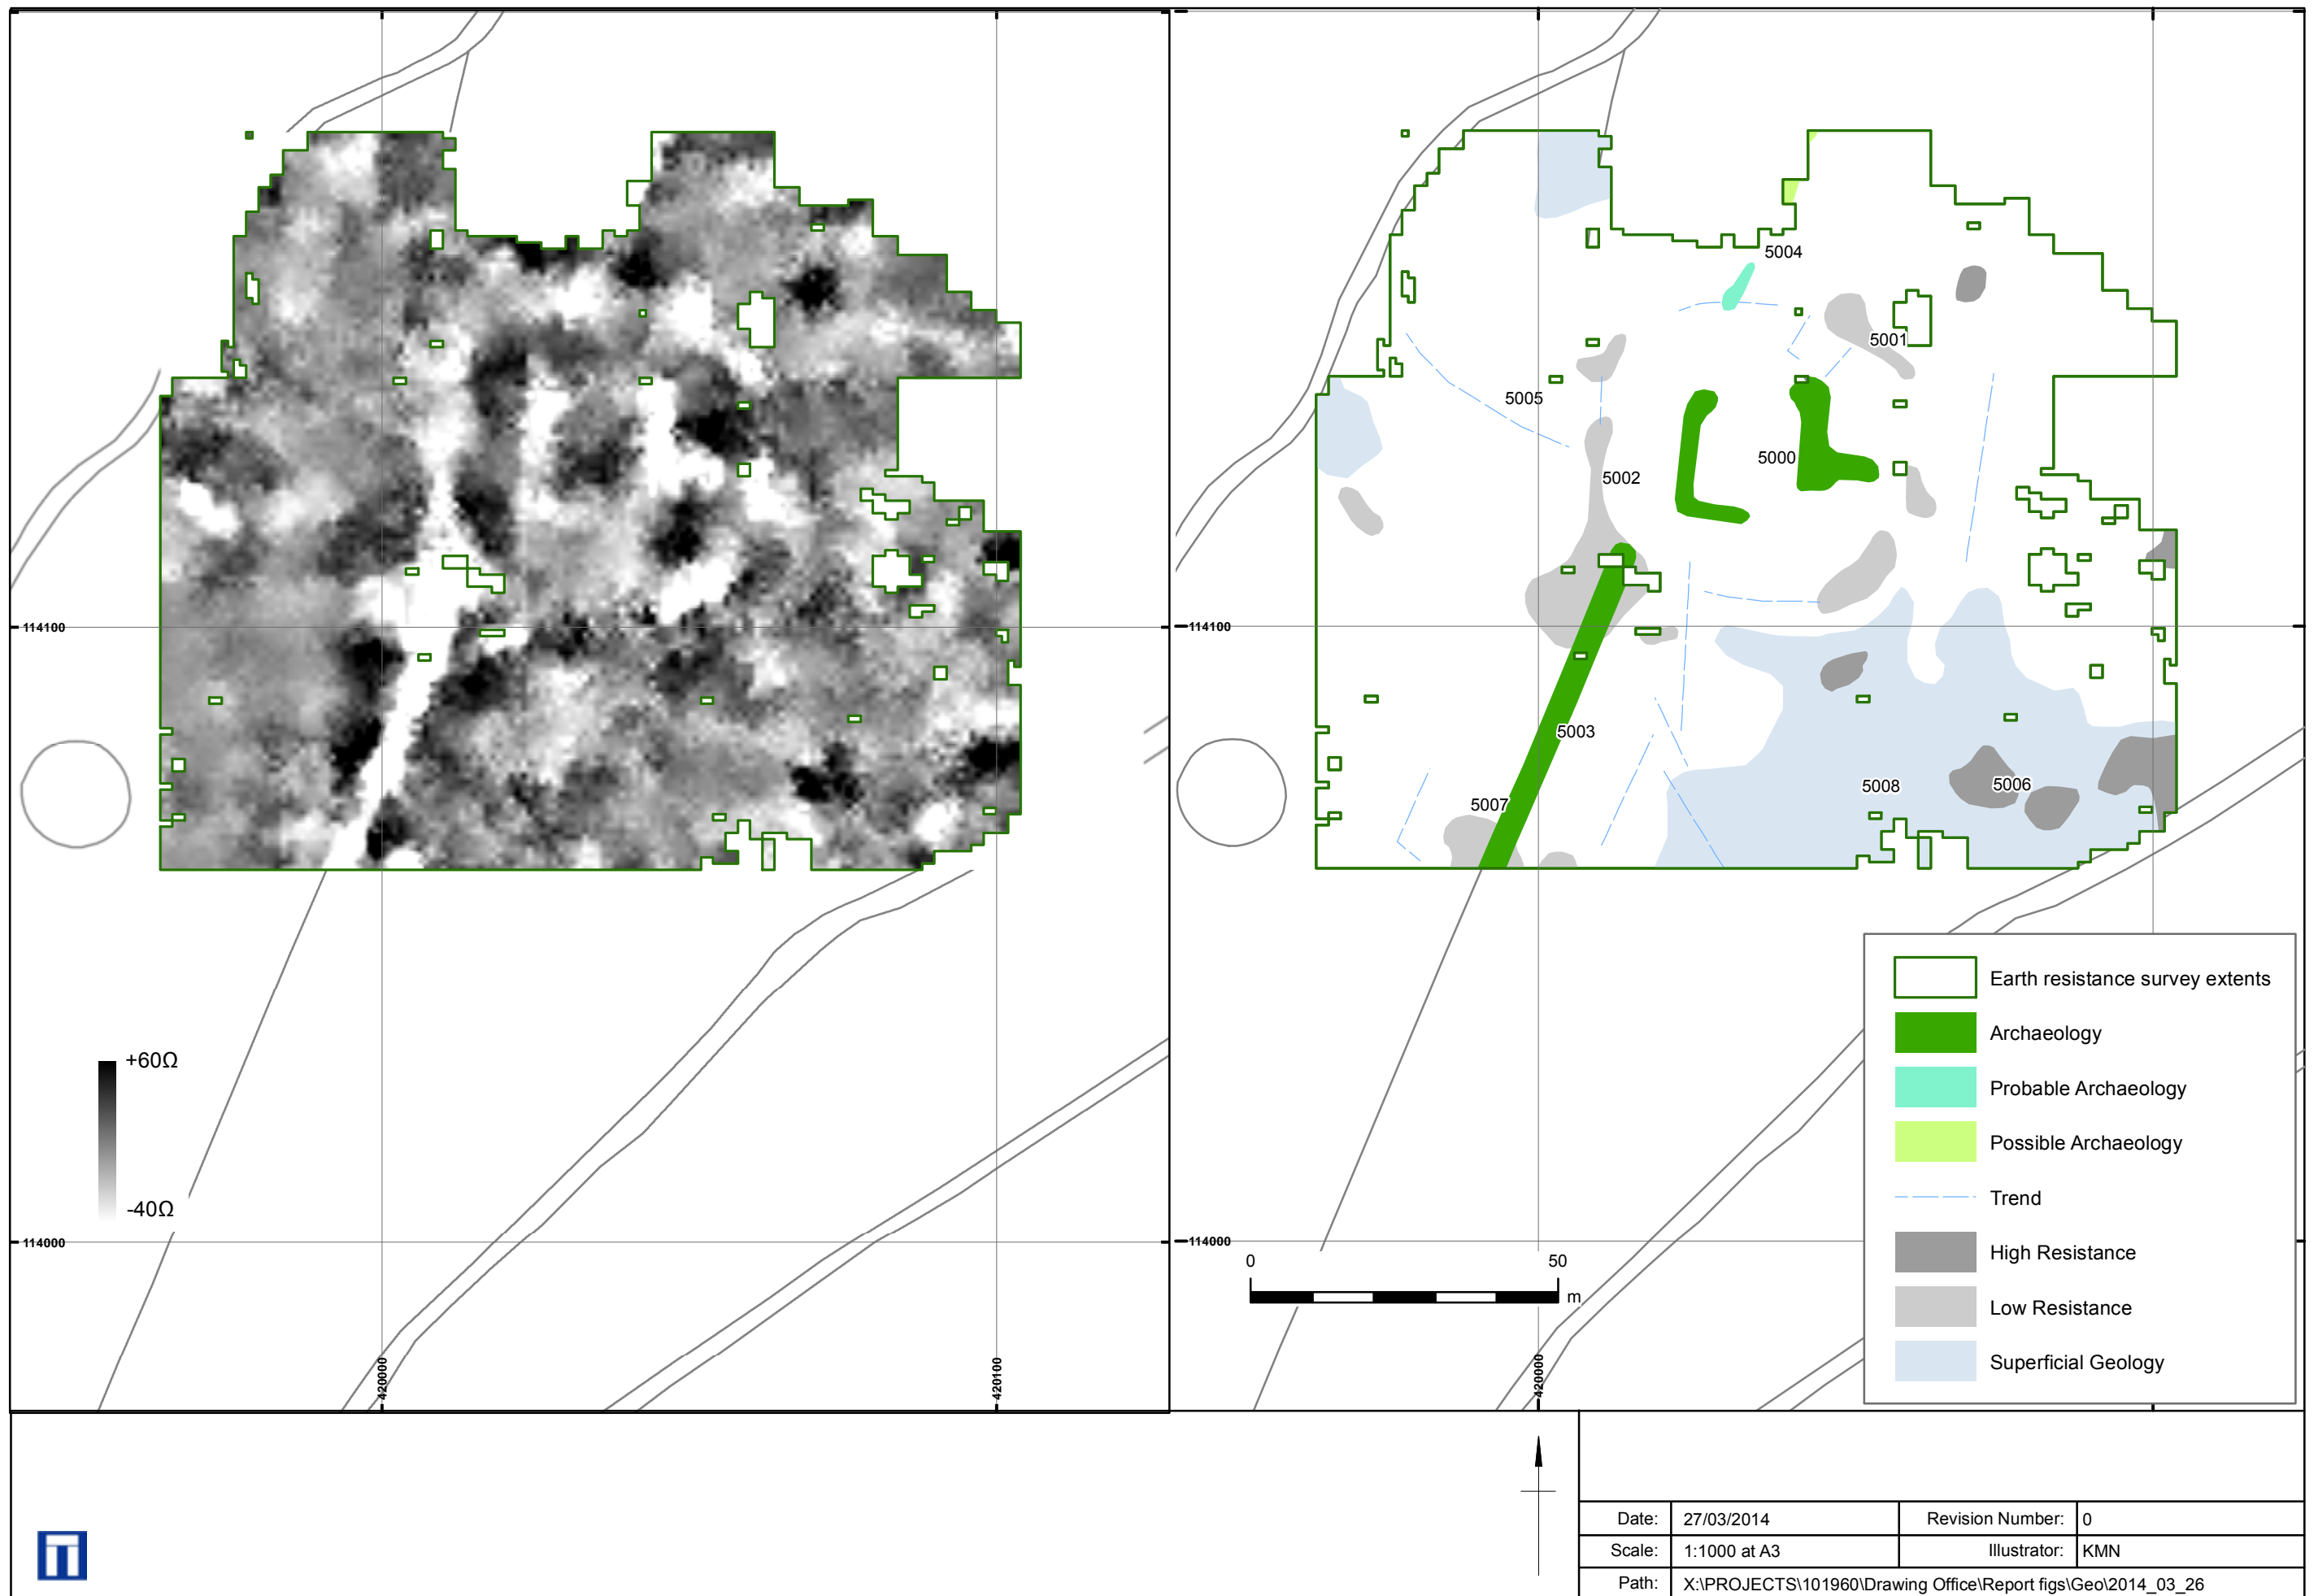 +60Ω
-40Ω
114100
114000
420000
420100
5004
5001
5005
5000
5002
5003
5007
5008
5006
114100
114000
420000
0 50
m
Earth resistance survey extents
Archaeology
Probable Archaeology
Possible Archaeology
Trend
High Resistance
Low Resistance
Superficial Geology
Date: 27/03/2014 Revision Number: 0
Scale: 1:1000 at A3 Illustrator: KMN
Path: X:\PROJECTS\101960\Drawing Office\Report figs\Geo\2014_03_26